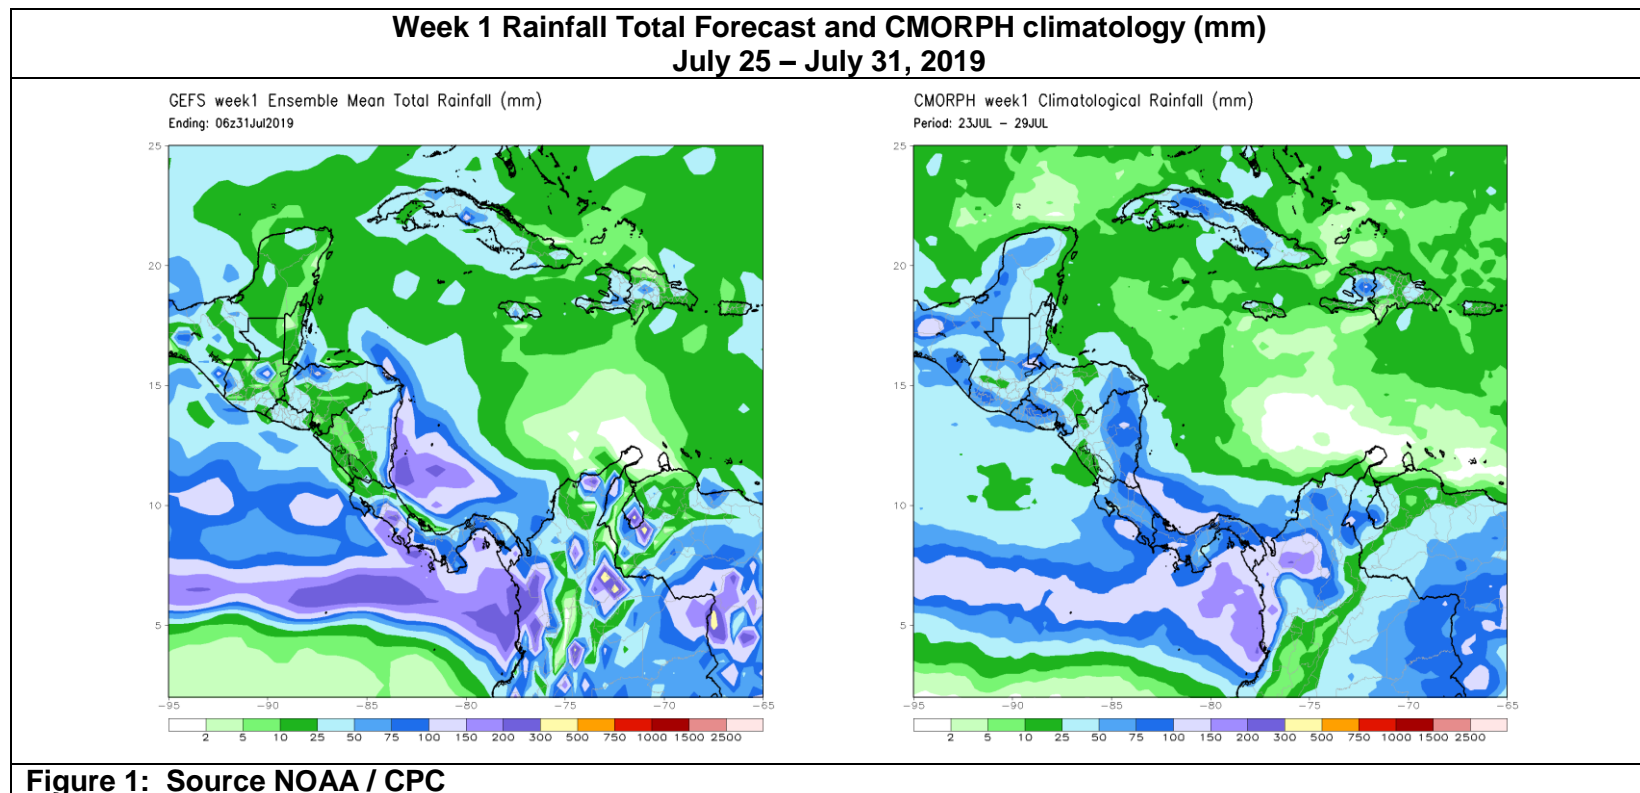 Week 1 Rainfall Total Forecast and CMORPH climatology (mm)
July 25 – July 31, 2019
GEFS week1 Ensemble Mean Total Rainfall (mm)
Ending: 06z31Jul2019
25
20
15
10
5
−95 −90 −85 −80 −75 −70 −65
2 5 10 25 50 75 100 150 200 300 500 750 1000 1500 2500
CMORPH week1 Climatological Rainfall (mm)
Period: 23JUL − 29JUL
25
20
15
10
5
−95 −90 −85 −80 −75 −70 −65
2 5 10 25 50 75 100 150 200 300 500 750 1000 1500 2500
Figure 1: Source NOAA / CPC